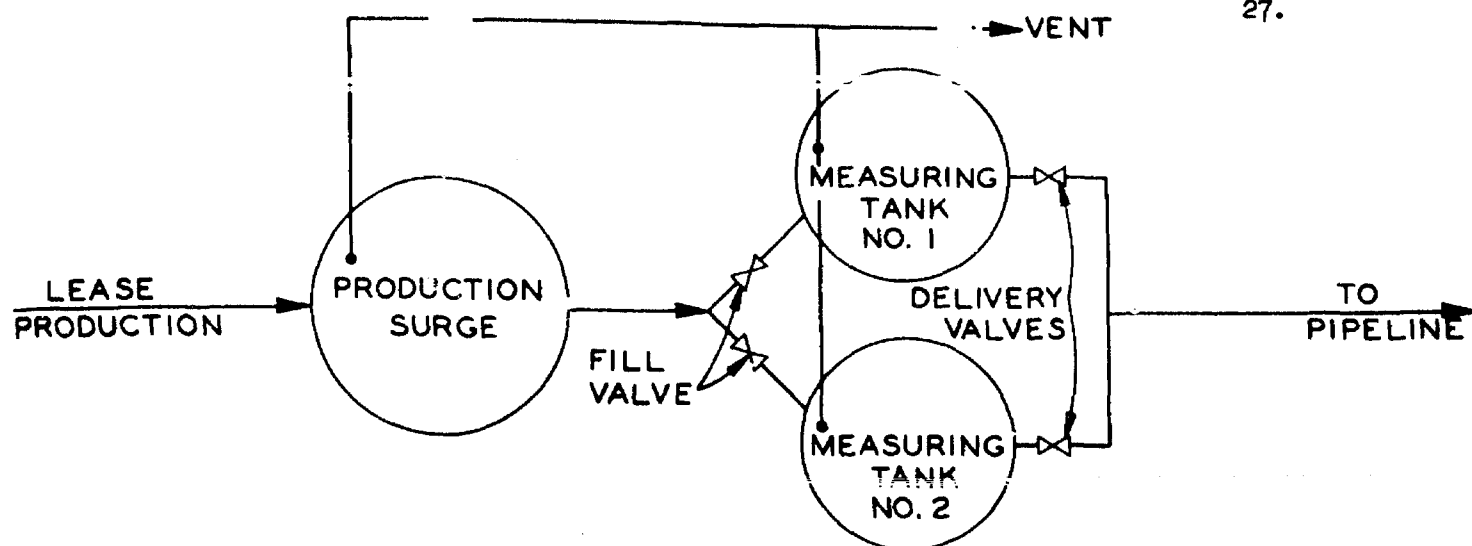 27.
VENT
LEASE
PRODUCTION
PRODUCTION
SURGE
FILL
VALVE
MEASURING
TANK
NO. 1
DELIVERY
VALVES
MEASURING
TANK
NO. 2
TO
PIPELINE